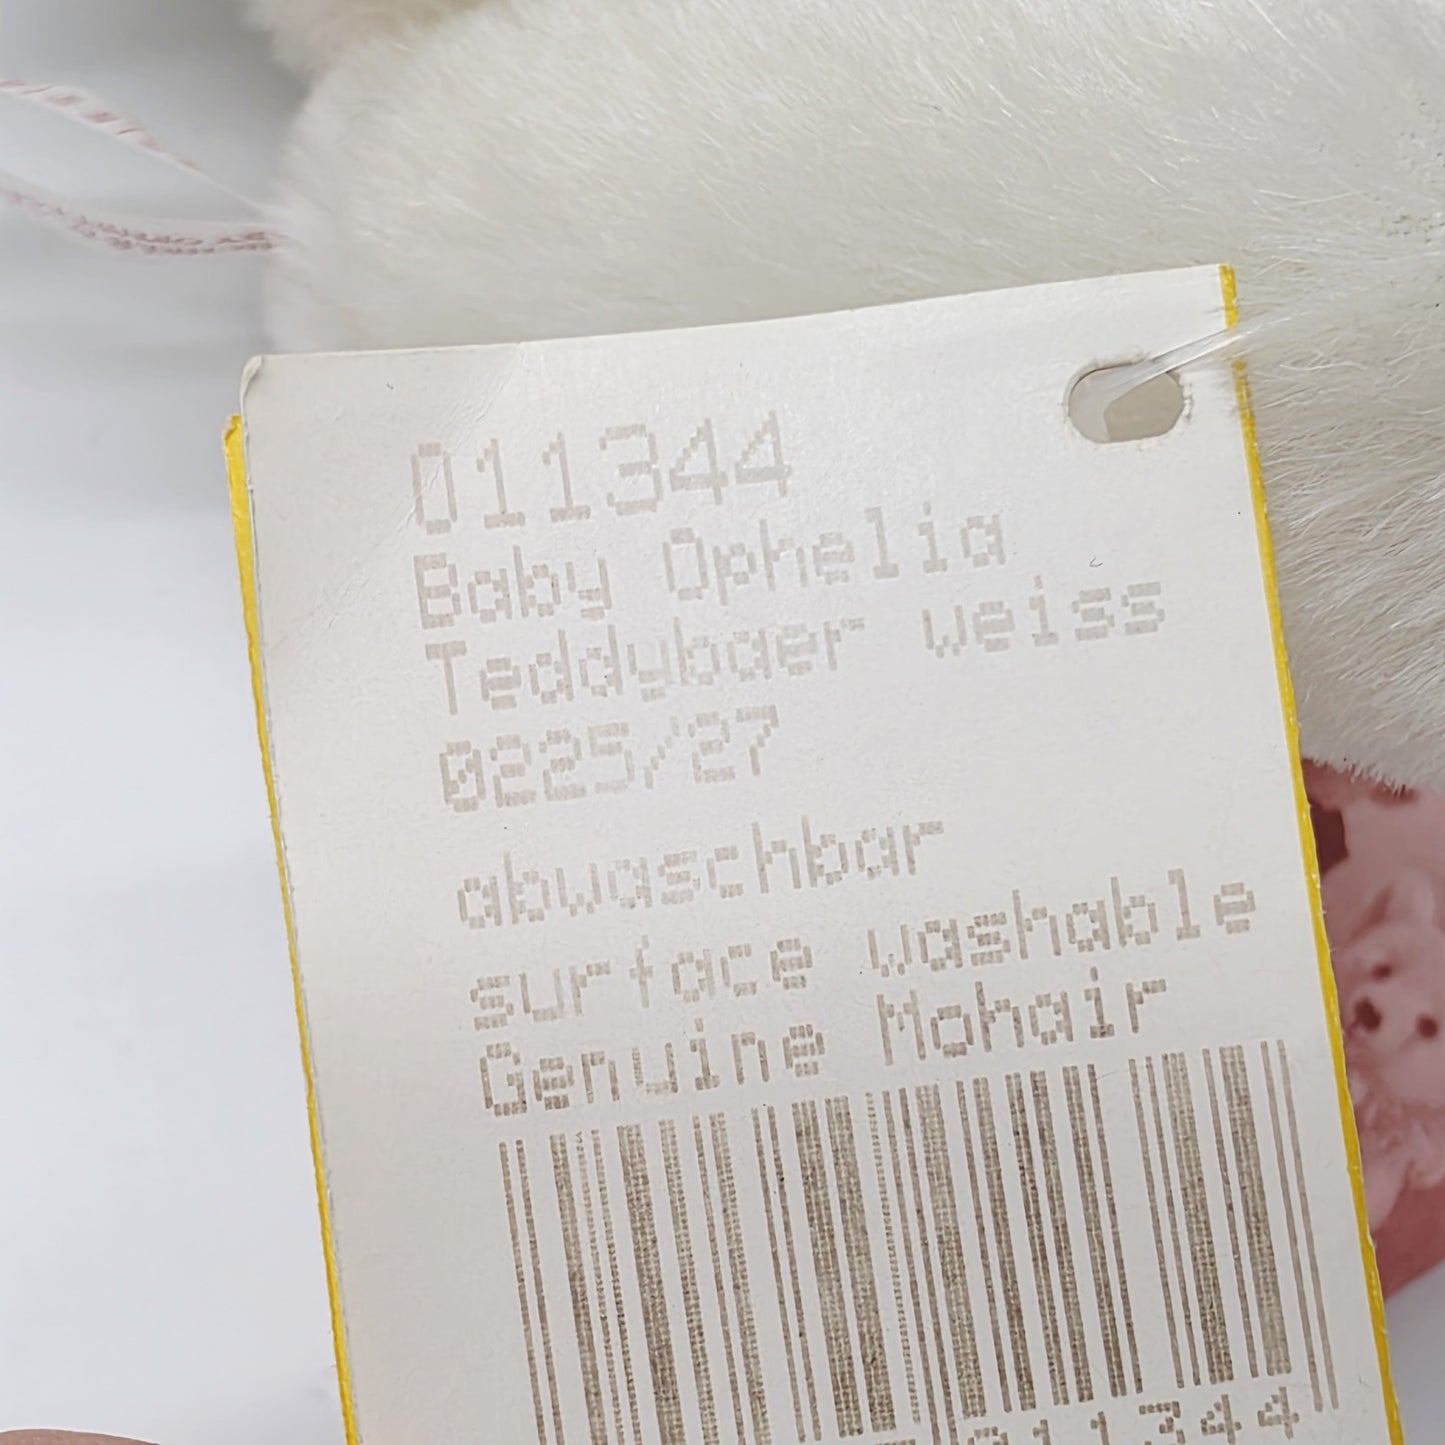 011344
Baby Ophelia
Teddybaer weiss
0225/27
abwaschbar
surface washable
Genuine Mohair
011344